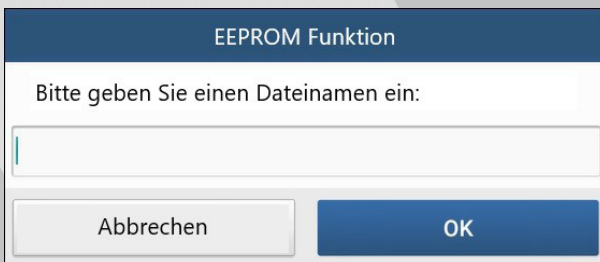 EEPROM Funktion
Bitte geben Sie einen Dateinamen ein:
Abbrechen
OK